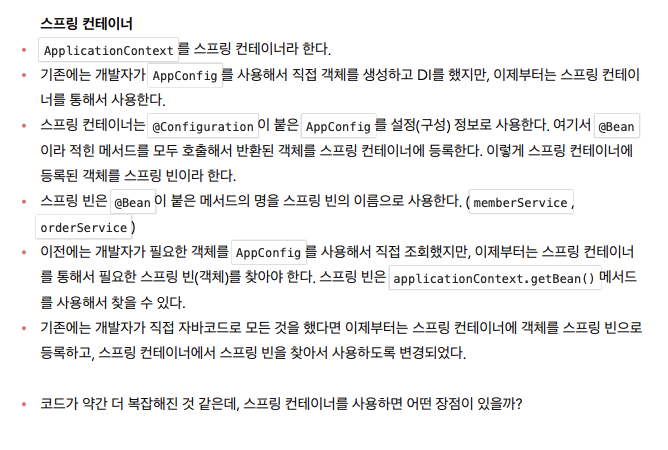 스프링 컨테이너
• ApplicationContext 를 스프링 컨테이너라 한다.
• 기존에는 개발자가 AppConfig 를 사용해서 직접 객체를 생성하고 DI를 했지만, 이제부터는 스프링 컨테이
너를 통해서 사용한다.
• 스프링 컨테이너는 @Configuration 이 붙은 AppConfig 를 설정(구성) 정보로 사용한다. 여기서 @Bean
이라 적힌 메서드를 모두 호출해서 반환된 객체를 스프링 컨테이너에 등록한다. 이렇게 스프링 컨테이너에
등록된 객체를 스프링 빈이라 한다.
• 스프링 빈은 @Bean 이 붙은 메서드의 명을 스프링 빈의 이름으로 사용한다. ( memberService ,
orderService )
• 이전에는 개발자가 필요한 객체를 AppConfig 를 사용해서 직접 조회했지만, 이제부터는 스프링 컨테이너
를 통해서 필요한 스프링 빈(객체)를 찾아야 한다. 스프링 빈은 applicationContext.getBean() 메서드
를 사용해서 찾을 수 있다.
• 기존에는 개발자가 직접 자바코드로 모든 것을 했다면 이제부터는 스프링 컨테이너에 객체를 스프링 빈으로
등록하고, 스프링 컨테이너에서 스프링 빈을 찾아서 사용하도록 변경되었다.
• 코드가 약간 더 복잡해진 것 같은데, 스프링 컨테이너를 사용하면 어떤 장점이 있을까?